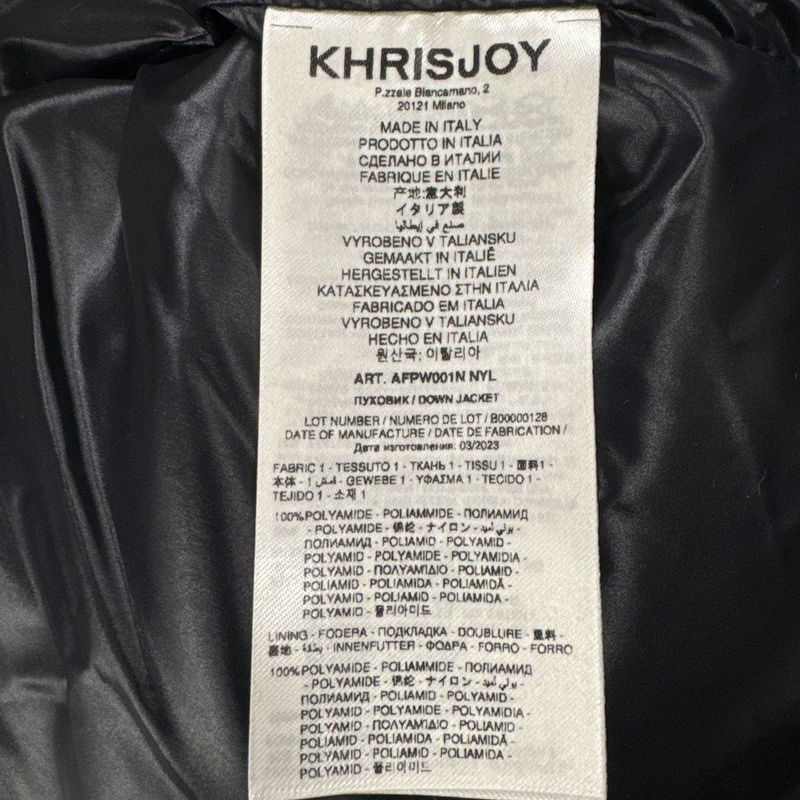 KHRISJOY
P.zzale Biancamano, 2
20121 Milano
MADE IN ITALY
PRODOTTO IN ITALIA
СДЕЛАНО В ИТАЛИИ
FABRIQUE EN ITALIE
产地:意大利
イタリア製
صنع في إيطاليا
VYROBENO V TALIANSKU
GEMAAKT IN ITALIË
HERGESTELLT IN ITALIEN
ΚΑΤΑΣΚΕΥΑΣΜΕΝΟ ΣΤΗΝ ΙΤΑΛΙΑ
FABRICADO EM ITALIA
VYROBENO V TALIANSKU
HECHO EN ITALIA
원산국: 이탈리아
ART. AFPW001N NYL
ПУХОВИК / DOWN JACKET
LOT NUMBER / NUMERO DE LOT / B00000128
DATE OF MANUFACTURE / DATE DE FABRICATION /
Дата изготовления: 03/2023
FABRIC 1 - TESSUTO 1 - ТКАНЬ 1 - TISSU 1 - 面料1 -
本体 - قماش 1 - GEWEBE 1 - ΥΦΑΣΜΑ 1 - TECIDO 1 -
TEJIDO 1 - 소재 1
100%POLYAMIDE - POLIAMMIDE - ПОЛИАМИД
- POLYAMIDE - 锦纶 - ナイロン - بولي أميد -
ПОЛИАМИД - POLIAMID - POLYAMID -
POLYAMID - POLYAMIDE - POLYAMIDIA -
POLYAMID - ΠΟΛΥΑΜΊΔΙΟ - POLIAMID -
POLIAMID - POLIAMIDA - POLIAMIDĂ -
POLYAMID - POLIAMID - POLIAMIDA -
POLYAMID - 폴리아미드
LINING - FODERA - ПОДКЛАДКА - DOUBLURE - 里料 -
裏地 - بطانة - INNENFUTTER - ΦΟΔΡΑ - FORRO - FORRO
100%POLYAMIDE - POLIAMMIDE - ПОЛИАМИД
- POLYAMIDE - 锦纶 - ナイロン - بولي أميد -
ПОЛИАМИД - POLIAMID - POLYAMID -
POLYAMID - POLYAMIDE - POLYAMIDIA -
POLYAMID - ΠΟΛΥΑΜΊΔΙΟ - POLIAMID -
POLIAMID - POLIAMIDA - POLIAMIDĂ -
POLYAMID - POLIAMID - POLIAMIDA -
POLYAMID - 폴리아미드